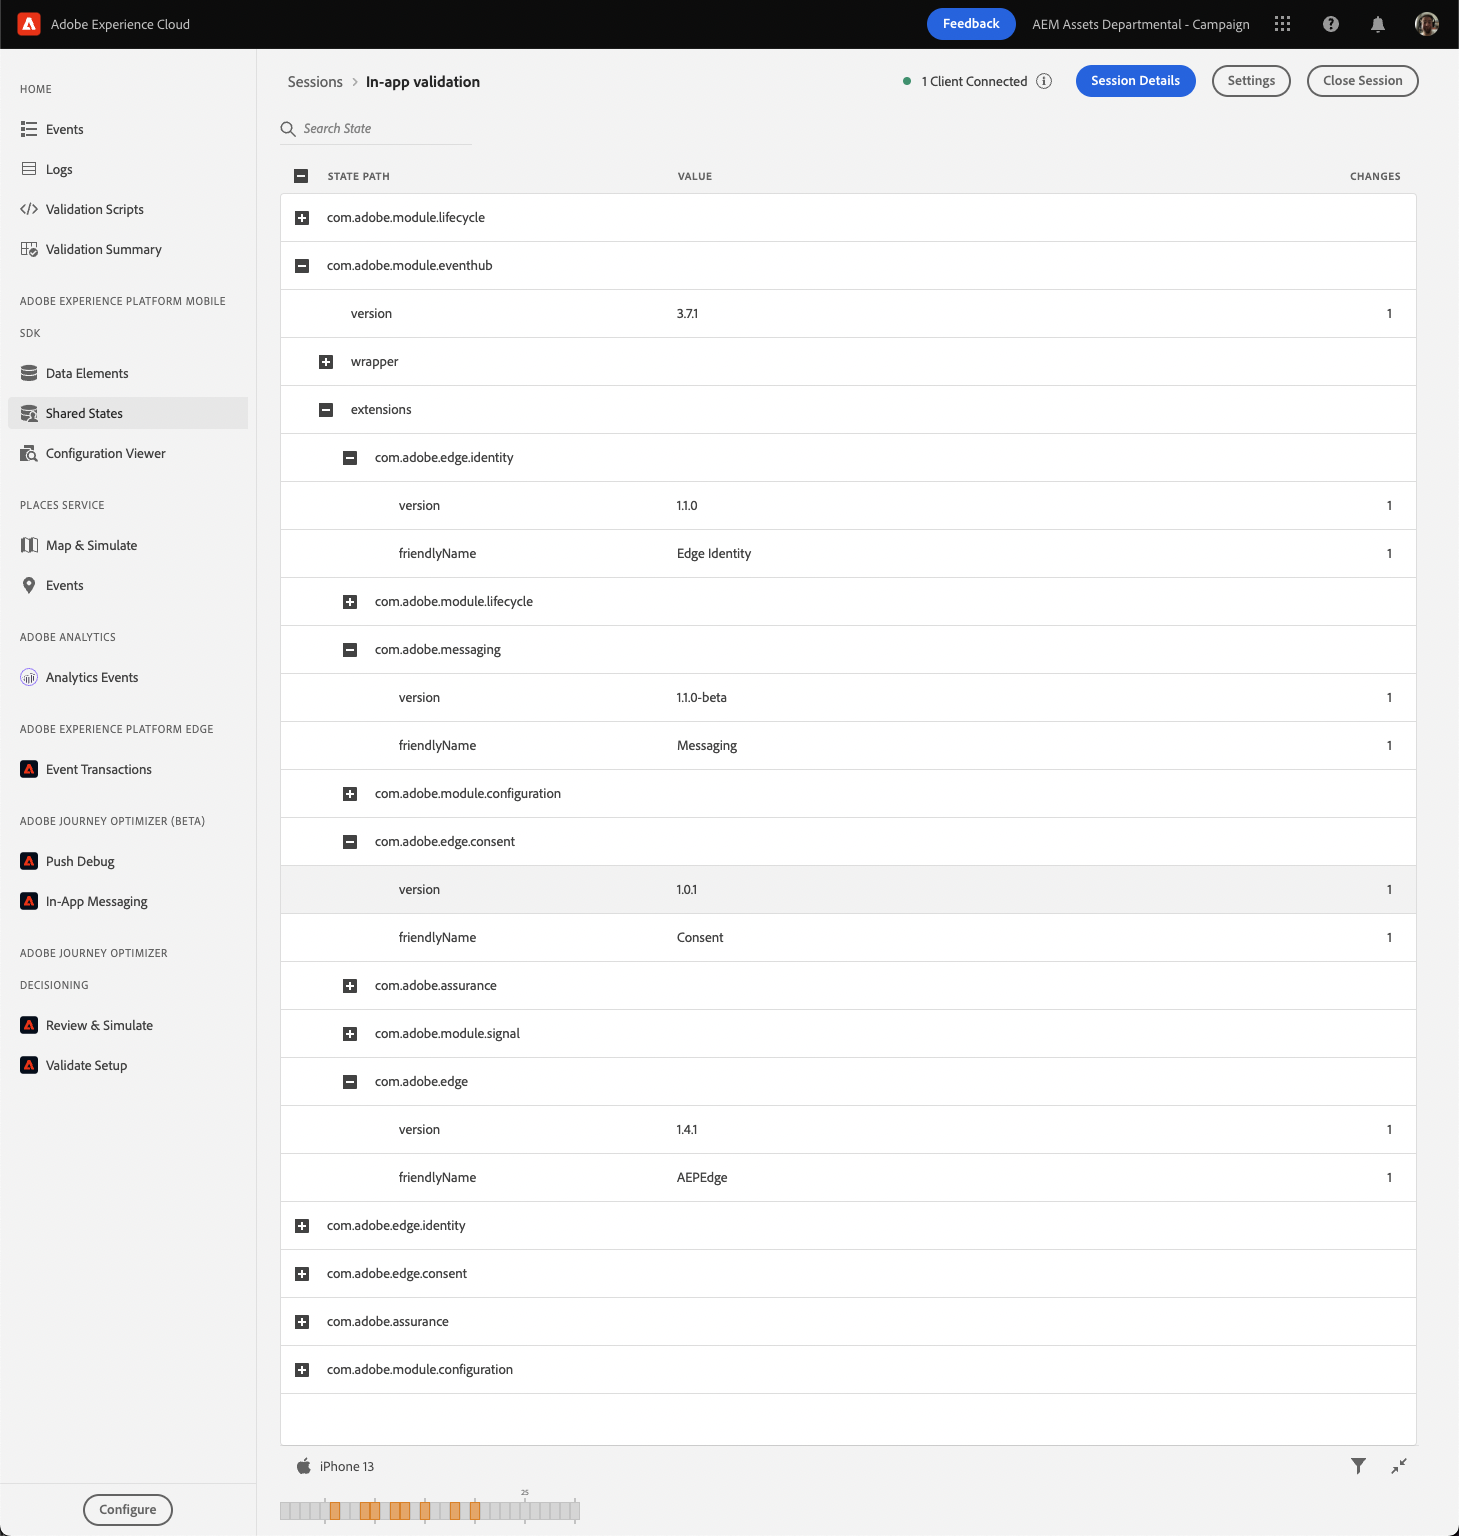 Adobe Experience Cloud
Feedback
AEM Assets Departmental - Campaign
HOME
Events
Logs
Validation Scripts
Validation Summary
ADOBE EXPERIENCE PLATFORM MOBILE
SDK
Data Elements
Shared States
Configuration Viewer
PLACES SERVICE
Map & Simulate
Events
ADOBE ANALYTICS
Analytics Events
ADOBE EXPERIENCE PLATFORM EDGE
Event Transactions
ADOBE JOURNEY OPTIMIZER (BETA)
Push Debug
In-App Messaging
ADOBE JOURNEY OPTIMIZER
DECISIONING
Review & Simulate
Validate Setup
Configure
Sessions > In-app validation
1 Client Connected
Session Details
Settings
Close Session
Search State
STATE PATH VALUE CHANGES
com.adobe.module.lifecycle
com.adobe.module.eventhub
version 3.7.1 1
wrapper
extensions
com.adobe.edge.identity
version 1.1.0 1
friendlyName Edge Identity 1
com.adobe.module.lifecycle
com.adobe.messaging
version 1.1.0-beta 1
friendlyName Messaging 1
com.adobe.module.configuration
com.adobe.edge.consent
version 1.0.1 1
friendlyName Consent 1
com.adobe.assurance
com.adobe.module.signal
com.adobe.edge
version 1.4.1 1
friendlyName AEPEdge 1
com.adobe.edge.identity
com.adobe.edge.consent
com.adobe.assurance
com.adobe.module.configuration
iPhone 13
25